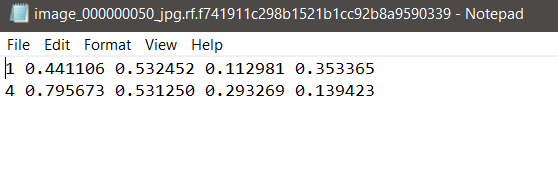 image_000000050_jpg.rf.f741911c298b1521b1cc92b8a9590339 - Notepad
File Edit Format View Help
1 0.441106 0.532452 0.112981 0.353365
4 0.795673 0.531250 0.293269 0.139423